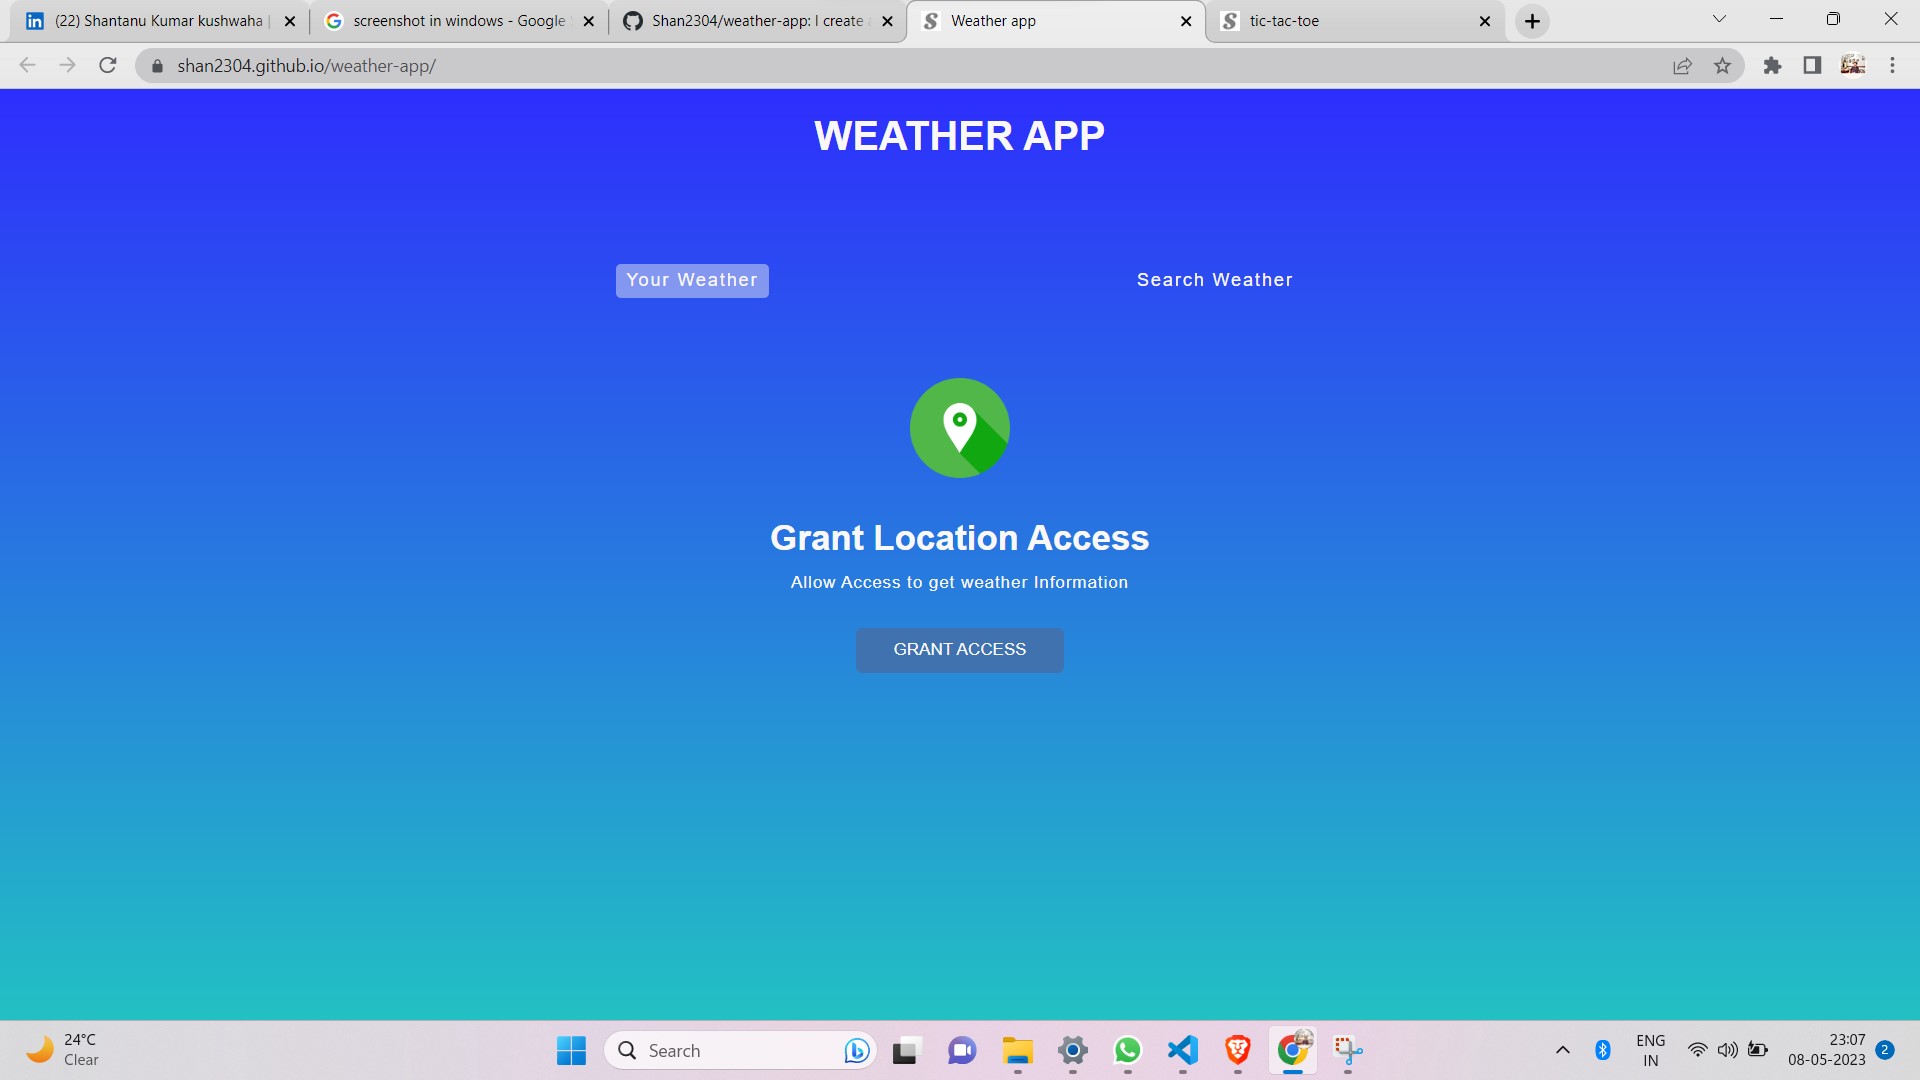 (22) Shantanu Kumar kushwaha |
screenshot in windows - Google
Shan2304/weather-app: I create
Weather app
tic-tac-toe
shan2304.github.io/weather-app/
WEATHER APP
Your Weather
Search Weather
Grant Location Access
Allow Access to get weather Information
GRANT ACCESS
24°C
Clear
Search
ENG
IN
23:07
08-05-2023
2